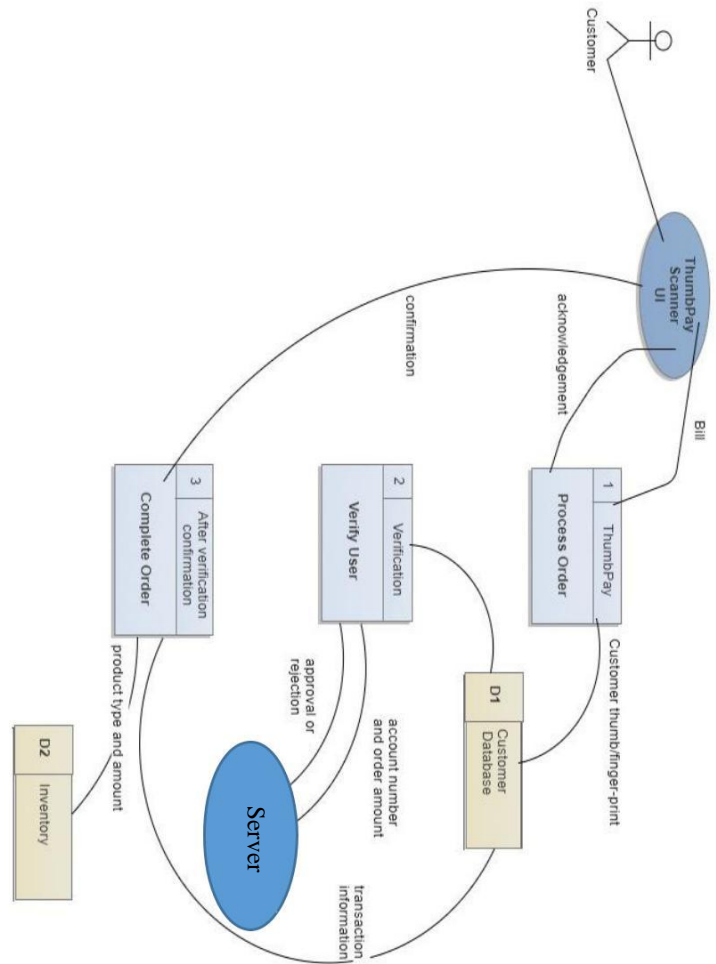 Customer
ThumbPay
Scanner
UI
Bill
acknowledgement
confirmation
1
ThumbPay
Process Order
Customer thumb/finger-print
2
Verification
Verify User
D1
Customer
Database
account number
and order amount
approval or
rejection
Server
3
After verification
confirmation
Complete Order
transaction
information
product type and amount
D2
Inventory